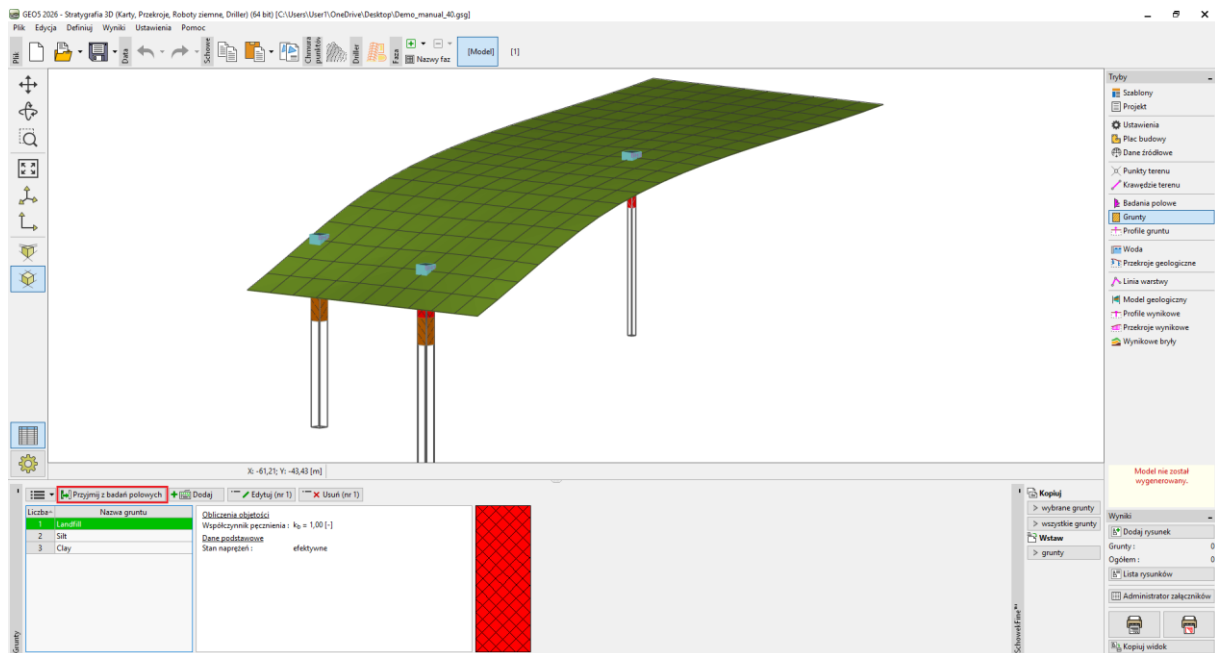 GEO5 2026 - Stratygrafia 3D (Karty, Przekroje, Roboty ziemne, Driller) (64 bit) [C:\Users\User1\OneDrive\Desktop\Demo_manual_40.gsg]
Plik Edycja Definiuj Wyniki Ustawienia Pomoc
Plik
Data
Schowek
Chmura punktów
Driller
Faza
Nazwy faz
[Model]
[1]
X: -61,21; Y: -43,43 [m]
Tryby
Szablony
Projekt
Ustawienia
Plac budowy
Dane źródłowe
Punkty terenu
Krawędzie terenu
Badania polowe
Grunty
Profile gruntu
Woda
Przekroje geologiczne
Linia warstwy
Model geologiczny
Profile wynikowe
Przekroje wynikowe
Wynikowe bryły
Model nie został
wygenerowany.
Wyniki
Dodaj rysunek
Grunty : 0
Ogółem : 0
Lista rysunków
Administrator załączników
Kopiuj widok
Przyjmij z badań polowych Dodaj Edytuj (nr 1) Usuń (nr 1)
Liczba Nazwa gruntu
1 Landfill
2 Silt
3 Clay
Obliczenia objętości
Współczynnik pęcznienia : kb = 1,00 [-]
Dane podstawowe
Stan naprężeń : efektywne
Kopiuj
> wybrane grunty
> wszystkie grunty
Wstaw
> grunty
Grunty
SchowekFine™